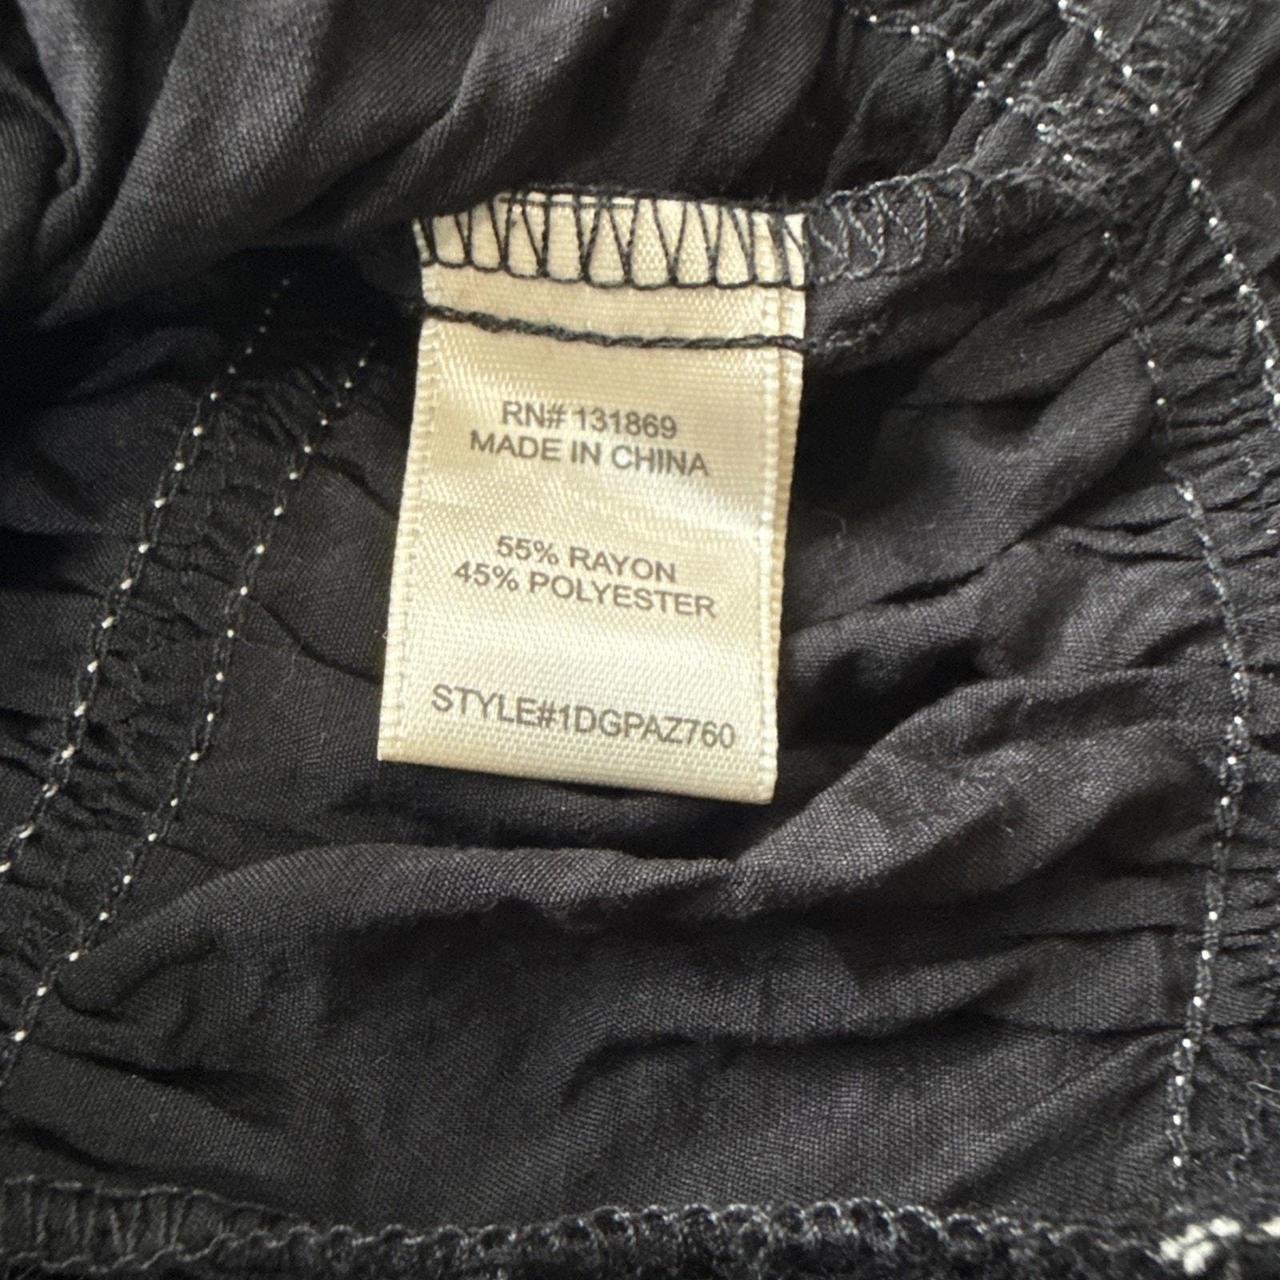 RN# 131869
MADE IN CHINA
55% RAYON
45% POLYESTER
STYLE#1DGPAZ760